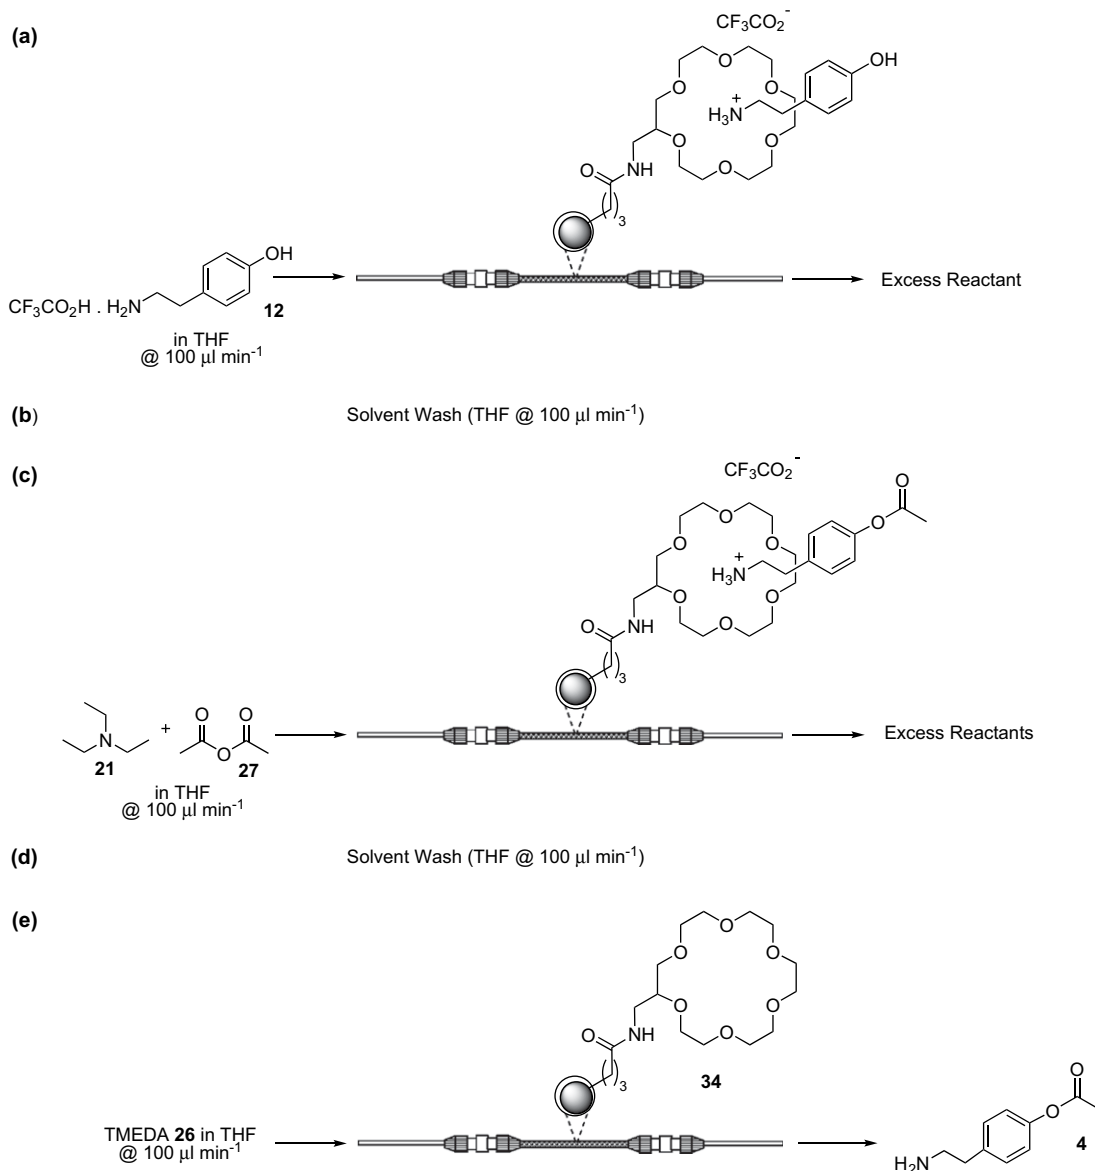 (a)
CF3CO2-
O
O
O
OH
+
H3N
O
O
O
O
NH
3
OH
CF3CO2H . H2N
12
in THF
@ 100 μl min-1
Excess Reactant
(b)
Solvent Wash (THF @ 100 μl min-1)
(c)
CF3CO2-
O
O
O
O
O
+
H3N
O
O
O
O
NH
3
N
21
+
O O
O
27
in THF
@ 100 μl min-1
Excess Reactants
(d)
Solvent Wash (THF @ 100 μl min-1)
(e)
O
O
O
O
O
O
O
NH
3
34
TMEDA 26 in THF
@ 100 μl min-1
O
O
4
H2N